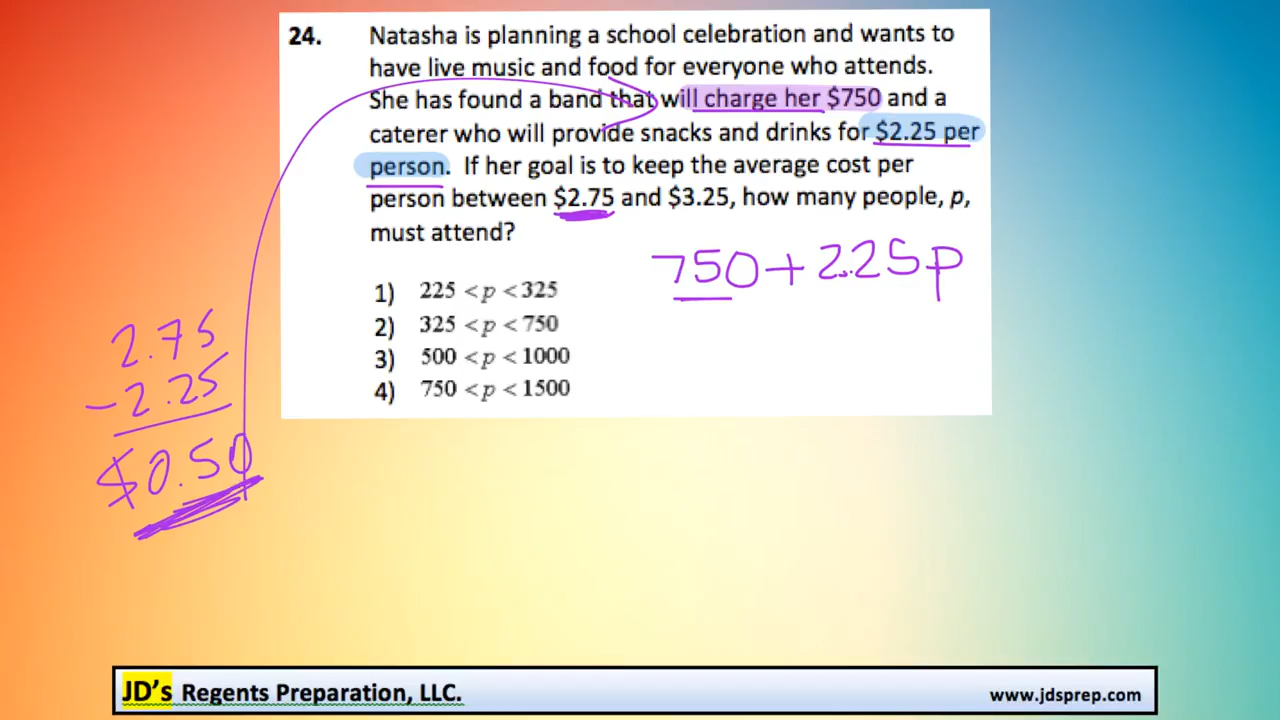 24. Natasha is planning a school celebration and wants to
have live music and food for everyone who attends.
She has found a band that will charge her $750 and a
caterer who will provide snacks and drinks for $2.25 per
person. If her goal is to keep the average cost per
person between $2.75 and $3.25, how many people, p,
must attend?
750+2.25p
1) 225 < p < 325
2) 325 < p < 750
3) 500 < p < 1000
4) 750 < p < 1500
2.75
-2.25
$0.50
JD's Regents Preparation, LLC.
www.jdsprep.com